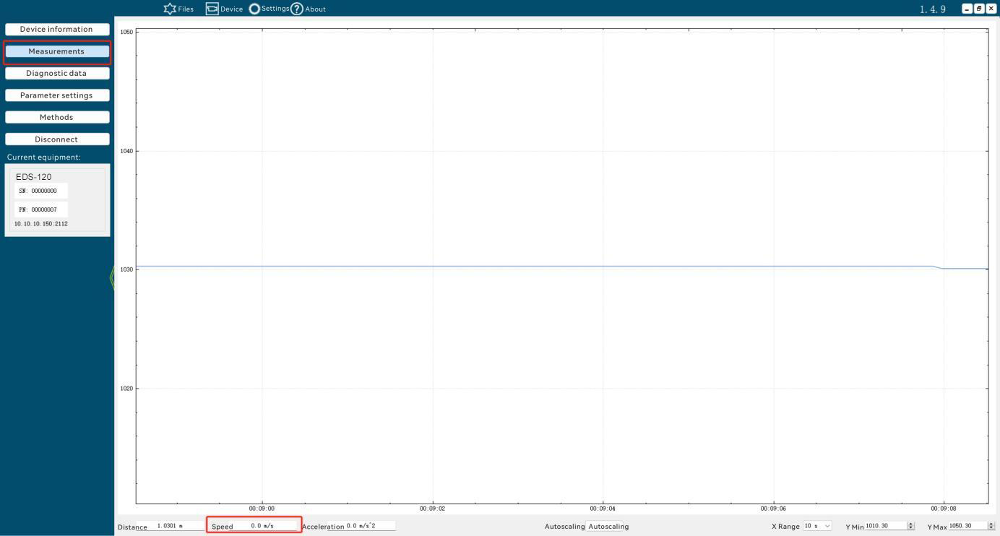 Files Device Settings About 1.4.9
Device information
Measurements
Diagnostic data
Parameter settings
Methods
Disconnect
Current equipment:
EDS-120
SN: 00000000
PN: 00000007
10.10.10.150:2112
1050
1040
1030
1020
00:09:00 00:09:02 00:09:04 00:09:06 00:09:08
Distance 1.0301 m Speed 0.0 m/s Acceleration 0.0 m/s^2 Autoscaling Autoscaling X Range 10 s Y Min 1010.30 Y Max 1050.30